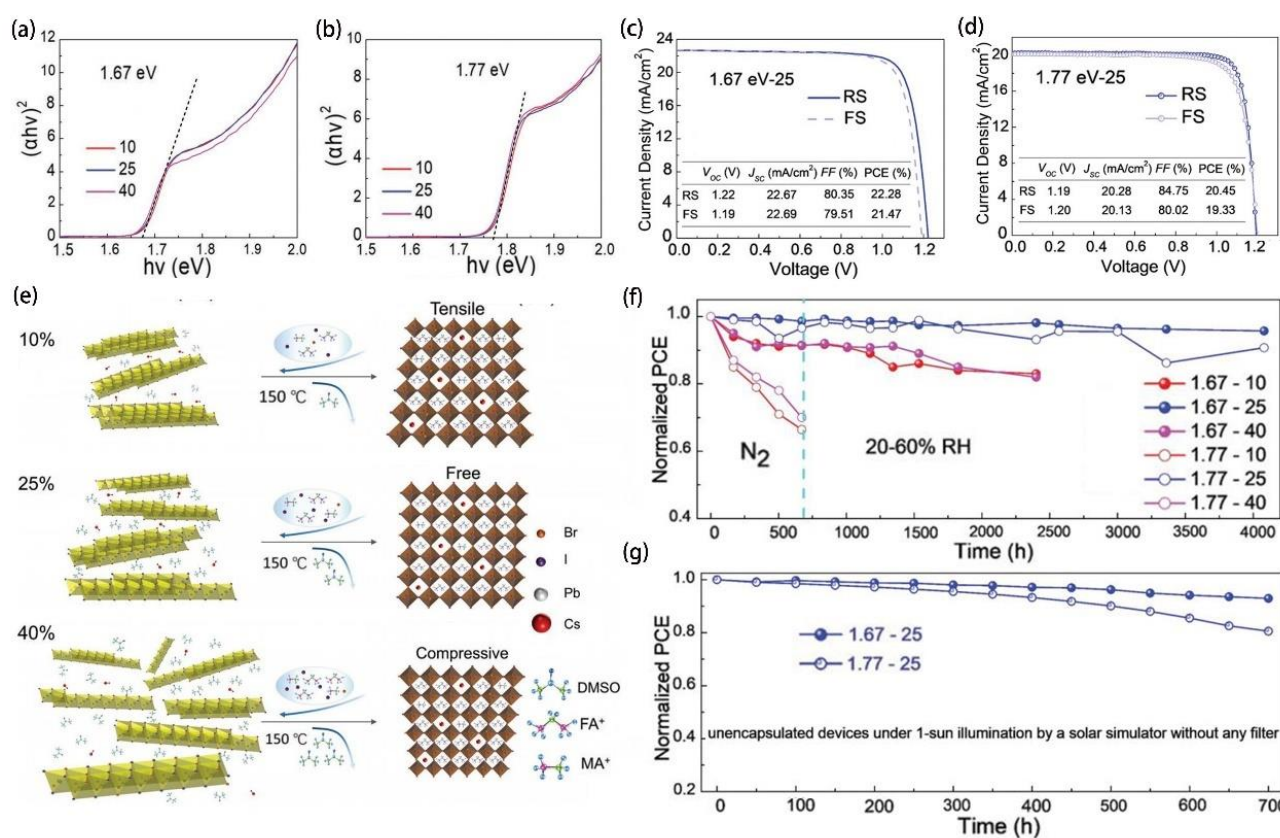 (a)
12
10
8
6
4
2
0
(αhν)²
1.67 eV
10
25
40
1.5 1.6 1.7 1.8 1.9 2.0
hν (eV)
(b)
10
8
6
4
2
0
(αhν)²
1.77 eV
10
25
40
1.5 1.6 1.7 1.8 1.9 2.0
hν (eV)
(c)
24
20
16
12
8
4
0
Current Density (mA/cm²)
1.67 eV-25
RS
FS
Voc (V) Jsc (mA/cm²) FF (%) PCE (%)
RS 1.22 22.67 80.35 22.28
FS 1.19 22.69 79.51 21.47
0.0 0.2 0.4 0.6 0.8 1.0 1.2
Voltage (V)
(d)
23
20
16
12
8
4
0
Current Density (mA/cm²)
1.77 eV-25
RS
FS
Voc (V) Jsc (mA/cm²) FF (%) PCE (%)
RS 1.19 20.28 84.75 20.45
FS 1.20 20.13 80.02 19.33
0.0 0.2 0.4 0.6 0.8 1.0 1.2
Voltage (V)
(e)
10%
150 ℃
Tensile
25%
150 ℃
Free
Br
I
Pb
Cs
40%
150 ℃
Compressive
DMSO
FA⁺
MA⁺
(f)
1.0
0.8
0.6
0.4
Normalized PCE
N₂
20-60% RH
1.67 - 10
1.67 - 25
1.67 - 40
1.77 - 10
1.77 - 25
1.77 - 40
0 500 1000 1500 2000 2500 3000 3500 4000
Time (h)
(g)
1.0
0.8
0.6
0.4
0.2
Normalized PCE
1.67 - 25
1.77 - 25
unencapsulated devices under 1-sun illumination by a solar simulator without any filter
0 100 200 300 400 500 600 700
Time (h)